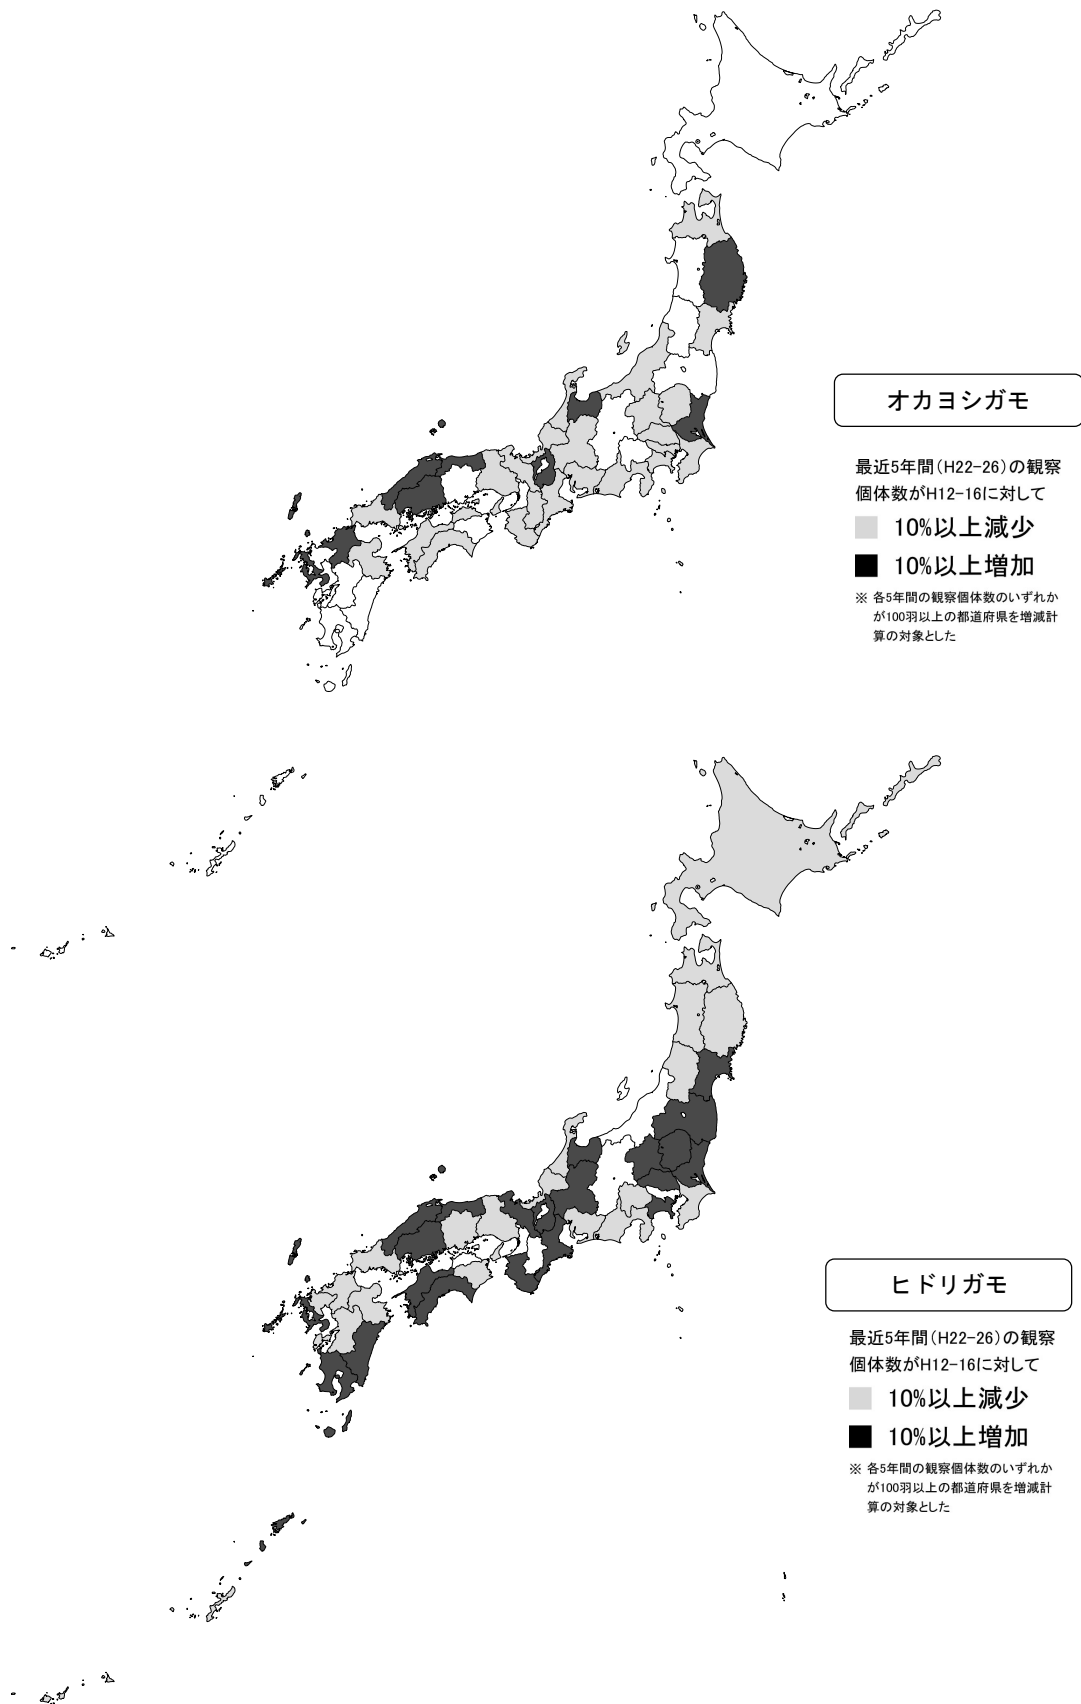 オカヨシガモ
最近5年間(H22-26)の観察
個体数がH12-16に対して
10%以上減少
10%以上増加
※ 各5年間の観察個体数のいずれか
が100羽以上の都道府県を増減計
算の対象とした
ヒドリガモ
最近5年間(H22-26)の観察
個体数がH12-16に対して
10%以上減少
10%以上増加
※ 各5年間の観察個体数のいずれか
が100羽以上の都道府県を増減計
算の対象とした